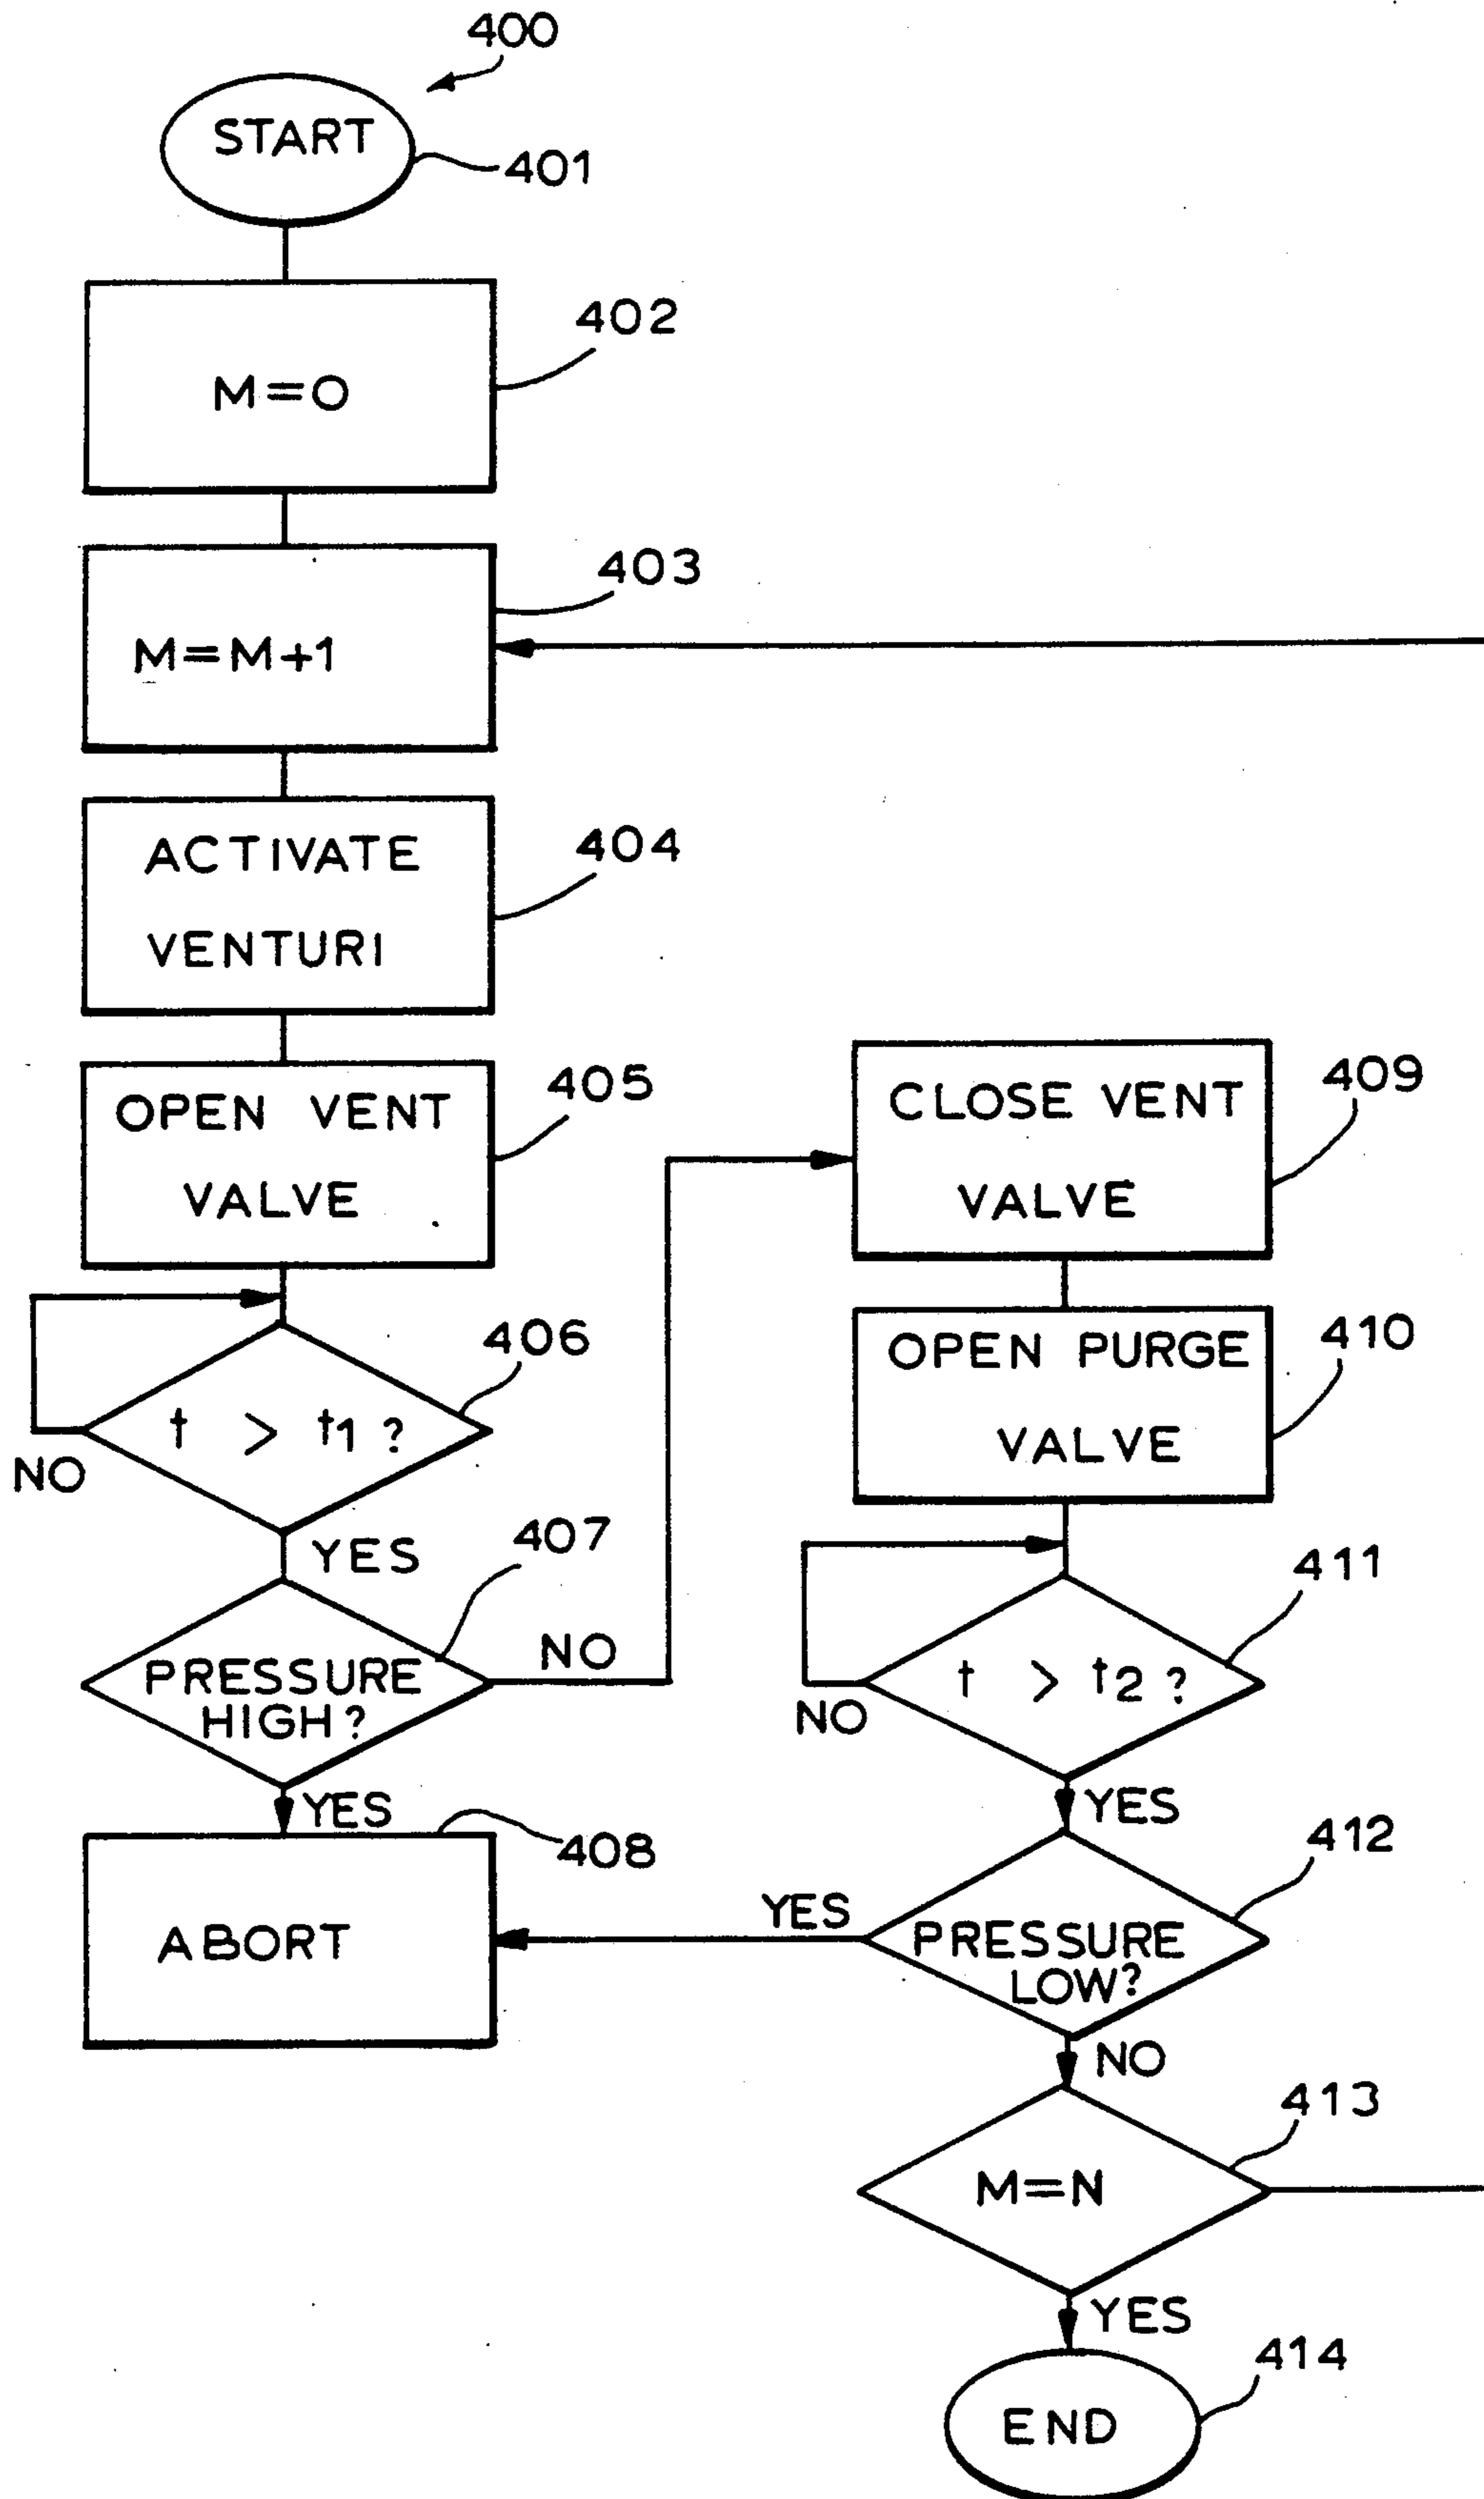 400
START
401
402
M=0
403
M=M+1
ACTIVATE
VENTURI
404
OPEN VENT
VALVE
405
406
t > t1 ?
NO
YES
407
PRESSURE
HIGH?
NO
YES
408
ABORT
CLOSE VENT
VALVE
409
OPEN PURGE
VALVE
410
411
t > t2 ?
NO
YES
412
PRESSURE
LOW?
YES
NO
413
M=N
YES
414
END